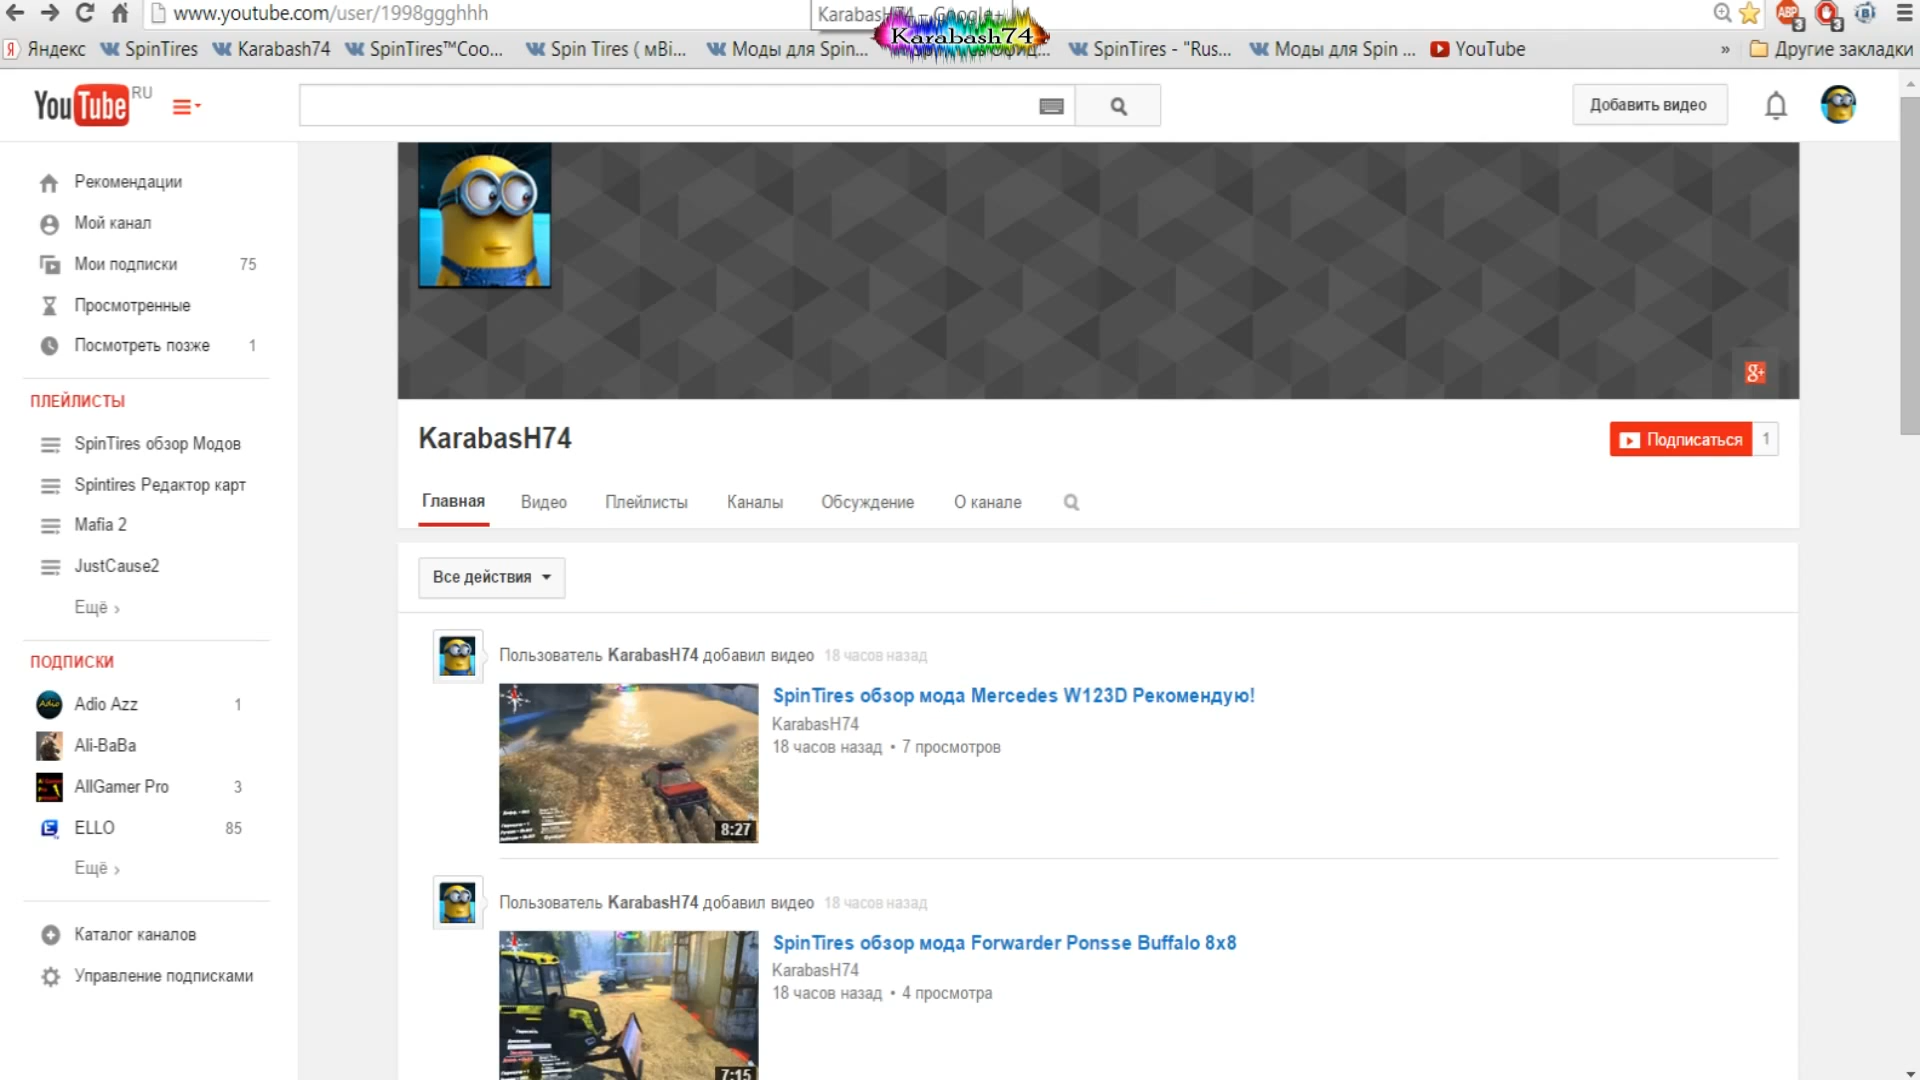 www.youtube.com/user/1998ggghhh
KarabasH74 - Google+
Karabash74
ABP
3
3
Яндекс
SpinTires
Karabash74
SpinTires™Coo...
Spin Tires ( мBi...
Моды для Spin...
SpinTires - "Rus...
Моды для Spin ...
YouTube
»
Другие закладки
YouTube RU
Добавить видео
Рекомендации
Мой канал
Мои подписки 75
Просмотренные
Посмотреть позже 1
ПЛЕЙЛИСТЫ
SpinTires обзор Модов
Spintires Редактор карт
Mafia 2
JustCause2
Ещё ›
ПОДПИСКИ
Adio Azz 1
Ali-BaBa
AllGamer Pro 3
ELLO 85
Ещё ›
Каталог каналов
Управление подписками
g+
KarabasH74
Подписаться 1
Главная Видео Плейлисты Каналы Обсуждение О канале
Все действия
Пользователь KarabasH74 добавил видео 18 часов назад
SpinTires обзор мода Mercedes W123D Рекомендую!
KarabasH74
18 часов назад • 7 просмотров
8:27
Пользователь KarabasH74 добавил видео 18 часов назад
SpinTires обзор мода Forwarder Ponsse Buffalo 8x8
KarabasH74
18 часов назад • 4 просмотра
7:15